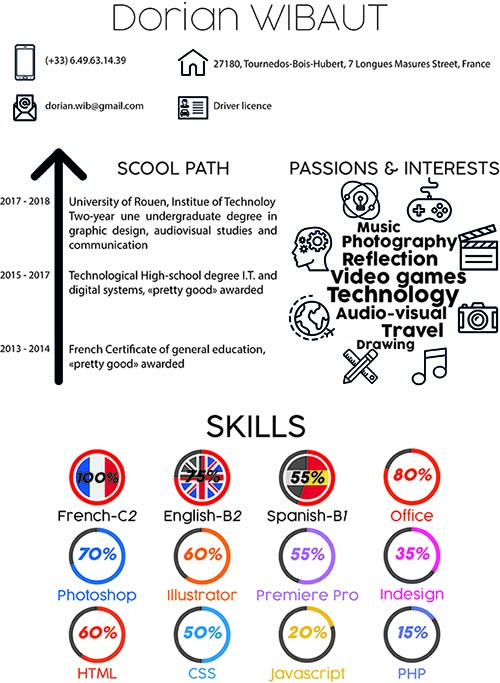 Dorian WIBAUT
(+33) 6.49.63.14.39
27180, Tournedos-Bois-Hubert, 7 Longues Masures Street, France
dorian.wib@gmail.com
Driver licence
SCOOL PATH
2017 - 2018
University of Rouen, Institue of Technoloy
Two-year une undergraduate degree in
graphic design, audiovisual studies and
communication
2015 - 2017
Technological High-school degree I.T. and
digital systems, «pretty good» awarded
2013 - 2014
French Certificate of general education,
«pretty good» awarded
PASSIONS & INTERESTS
Music
Photography
Reflection
Video games
Technology
Audio-visual
Travel
Drawing
SKILLS
100% 75% 55% 80%
French-C2 English-B2 Spanish-B1 Office
70% 60% 55% 35%
Photoshop Illustrator Premiere Pro Indesign
60% 50% 20% 15%
HTML CSS Javascript PHP